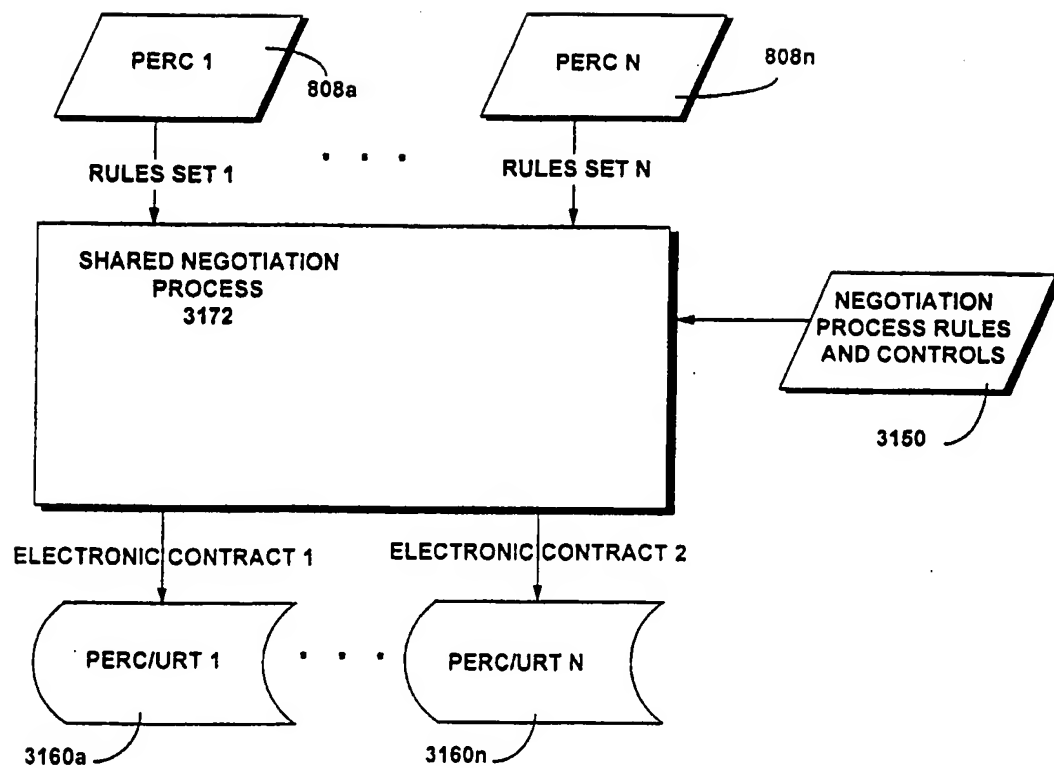 PERC 1
808a
PERC N
808n
RULES SET 1
RULES SET N
SHARED NEGOTIATION
PROCESS
3172
NEGOTIATION
PROCESS RULES
AND CONTROLS
3150
ELECTRONIC CONTRACT 1
ELECTRONIC CONTRACT 2
PERC/URT 1
PERC/URT N
3160a
3160n